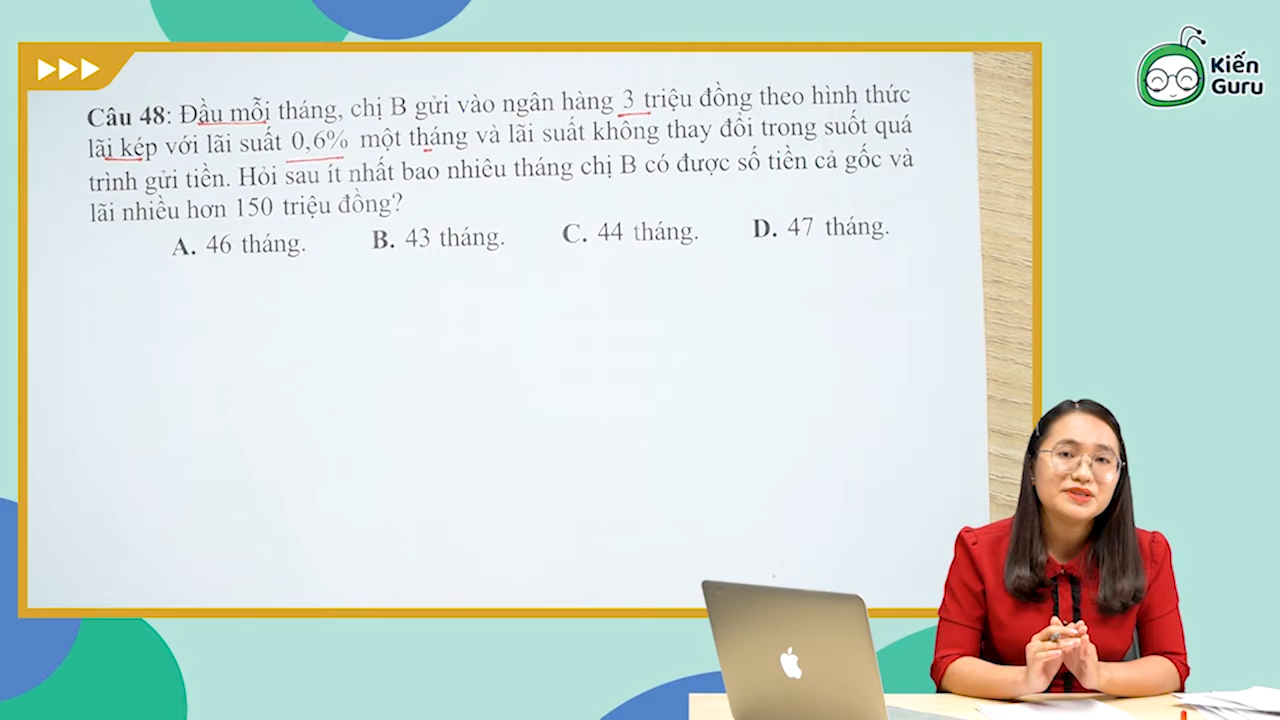 Kiến
Guru
Câu 48: Đầu mỗi tháng, chị B gửi vào ngân hàng 3 triệu đồng theo hình thức
lãi kép với lãi suất 0,6% một tháng và lãi suất không thay đổi trong suốt quá
trình gửi tiền. Hỏi sau ít nhất bao nhiêu tháng chị B có được số tiền cả gốc và
lãi nhiều hơn 150 triệu đồng?
A. 46 tháng. B. 43 tháng. C. 44 tháng. D. 47 tháng.